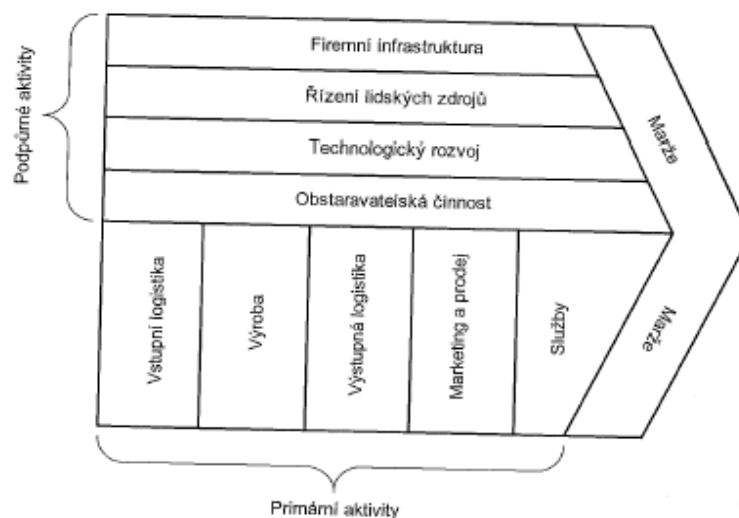 Podpůrné aktivity
Firemní infrastruktura
Řízení lidských zdrojů
Technologický rozvoj
Obstaravatelská činnost
Marže
Vstupní logistika
Výroba
Výstupná logistika
Marketing a prodej
Služby
Marže
Primární aktivity